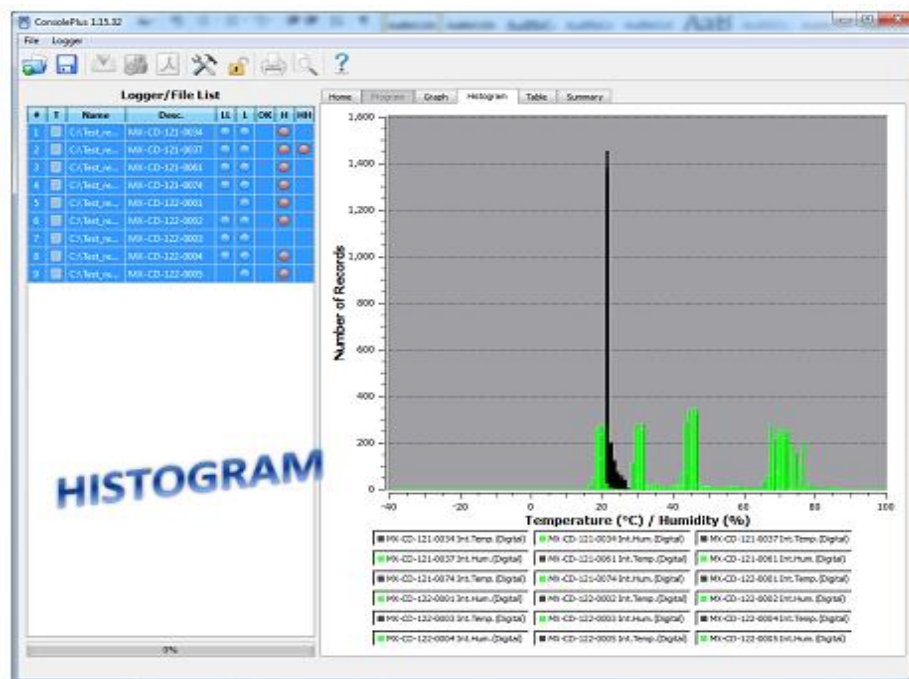 ConsolePlus 1.15.32
File Logger
Logger/File List
Home Program Graph Histogram Table Summary
# T Name Desc. LL L OK H HH
1 C:\Test_re... MX-CD-121-0034
2 C:\Test_re... MX-CD-121-0037
3 C:\Test_re... MX-CD-121-0061
4 C:\Test_re... MX-CD-121-0074
5 C:\Test_re... MX-CD-122-0001
6 C:\Test_re... MX-CD-122-0002
7 C:\Test_re... MX-CD-122-0003
8 C:\Test_re... MX-CD-122-0004
9 C:\Test_re... MX-CD-122-0005
HISTOGRAM
0%
Number of Records
1,600
1,400
1,200
1,000
800
600
400
200
0
-40 -20 0 20 40 60 80 100
Temperature (°C) / Humidity (%)
MX-CD-121-0034 Int.Temp.(Digital) MX-CD-121-0034 Int.Hum.(Digital) MX-CD-121-0037 Int.Temp.(Digital)
MX-CD-121-0037 Int.Hum.(Digital) MX-CD-121-0061 Int.Temp.(Digital) MX-CD-121-0061 Int.Hum.(Digital)
MX-CD-121-0074 Int.Temp.(Digital) MX-CD-121-0074 Int.Hum.(Digital) MX-CD-122-0001 Int.Temp.(Digital)
MX-CD-122-0001 Int.Hum.(Digital) MX-CD-122-0002 Int.Temp.(Digital) MX-CD-122-0002 Int.Hum.(Digital)
MX-CD-122-0003 Int.Temp.(Digital) MX-CD-122-0003 Int.Hum.(Digital) MX-CD-122-0004 Int.Temp.(Digital)
MX-CD-122-0004 Int.Hum.(Digital) MX-CD-122-0005 Int.Temp.(Digital) MX-CD-122-0005 Int.Hum.(Digital)